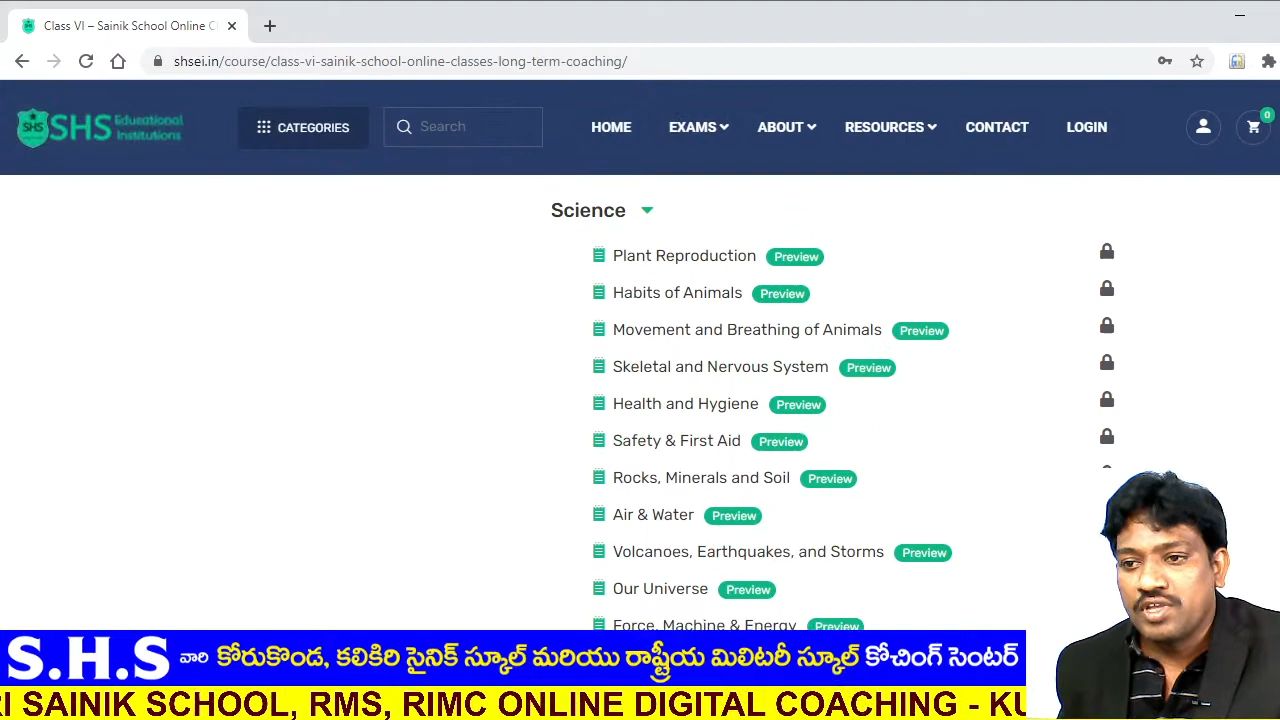 Class VI – Sainik School Online C
shsei.in/course/class-vi-sainik-school-online-classes-long-term-coaching/
SHS Educational Institutions
CATEGORIES
Search
HOME
EXAMS
ABOUT
RESOURCES
CONTACT
LOGIN
0
Science
Plant Reproduction Preview
Habits of Animals Preview
Movement and Breathing of Animals Preview
Skeletal and Nervous System Preview
Health and Hygiene Preview
Safety & First Aid Preview
Rocks, Minerals and Soil Preview
Air & Water Preview
Volcanoes, Earthquakes, and Storms Preview
Our Universe Preview
Force, Machine & Energy Preview
S.H.S వారి కోరుకొండ, కలికిరి సైనిక్ స్కూల్ మరియు రాష్ట్రీయ మిలిటరీ స్కూల్ కోచింగ్ సెంటర్
RI SAINIK SCHOOL, RMS, RIMC ONLINE DIGITAL COACHING - KU